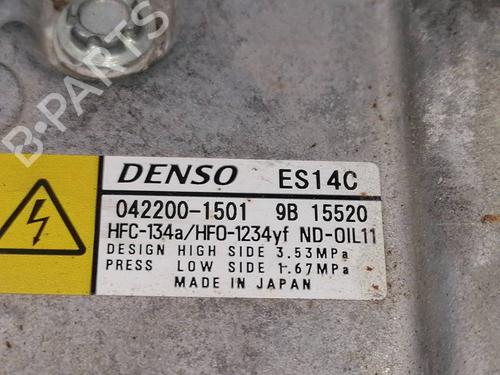 B-PARTS
DENSO ES14C
042200-1501 9B 15520
HFC-134a/HFO-1234yf ND-OIL11
DESIGN HIGH SIDE 3.53MPa
PRESS LOW SIDE 1.67MPa
MADE IN JAPAN